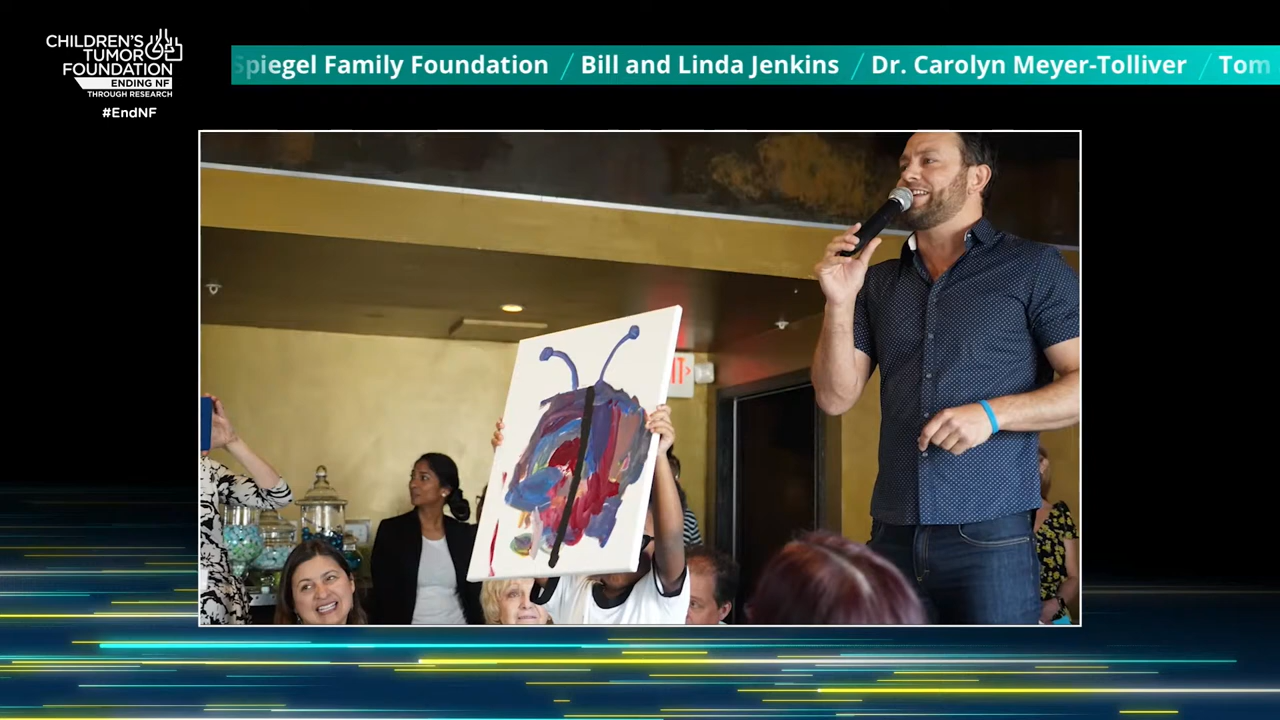 CHILDREN'S
TUMOR
FOUNDATION
ENDING NF
THROUGH RESEARCH
#EndNF
Spiegel Family Foundation / Bill and Linda Jenkins / Dr. Carolyn Meyer-Tolliver / Tom